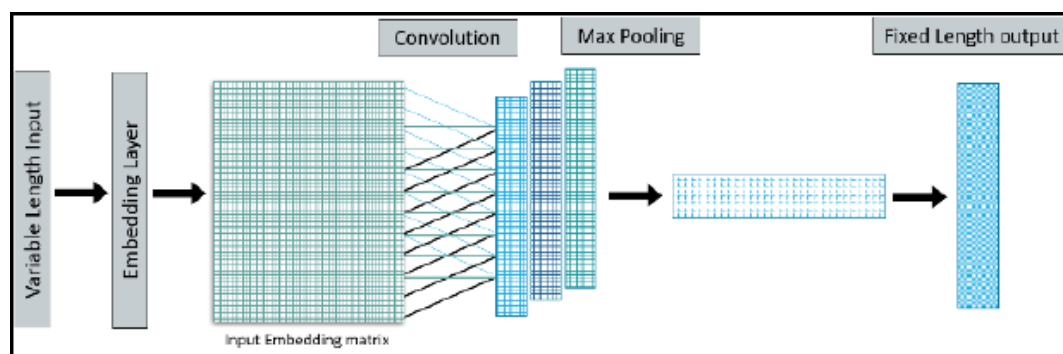 Variable Length Input
Embedding Layer
Input Embedding matrix
Convolution
Max Pooling
Fixed Length output